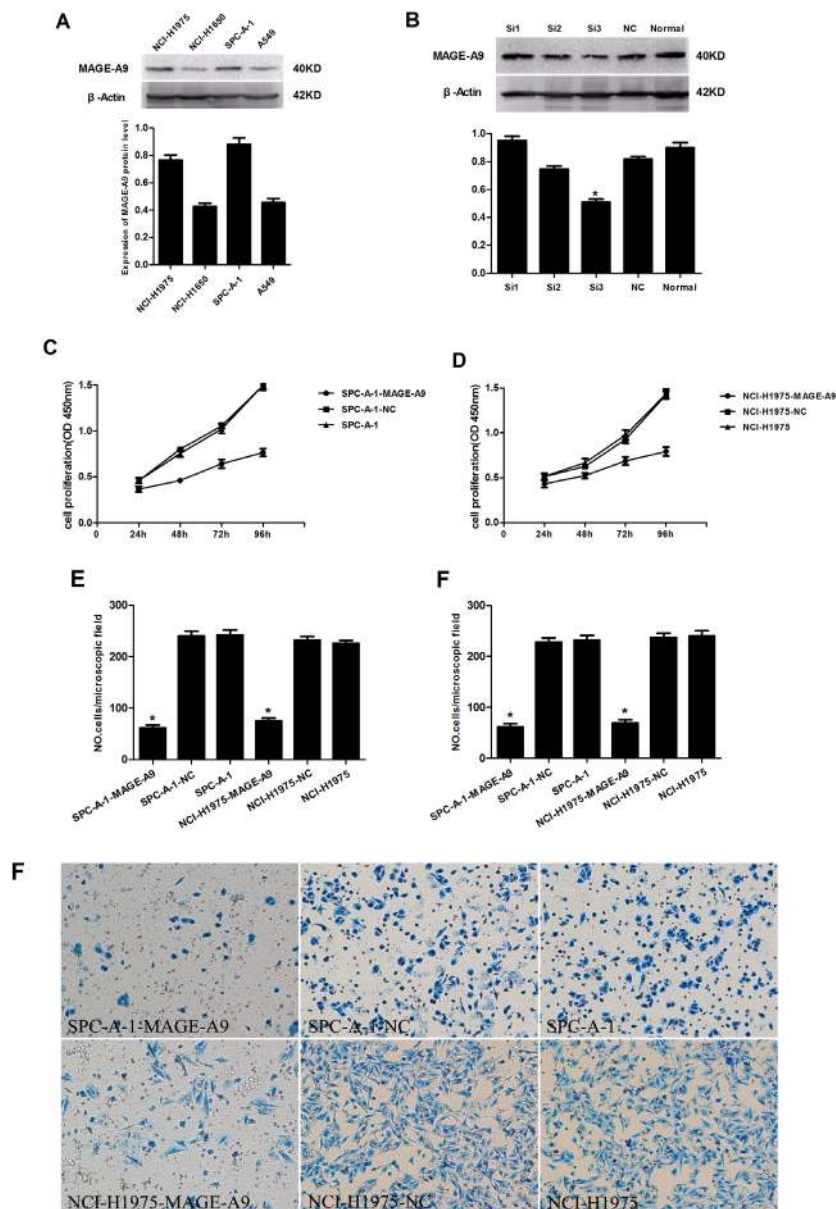 A
NCI-H1975
NCI-H1650
SPC-A-1
A549
MAGE-A9
40KD
β-Actin
42KD
Expression of MAGE-A9 protein level
1.0
0.8
0.6
0.4
0.2
0.0
NCI-H1975
NCI-H1650
SPC-A-1
A549
B
Si1 Si2 Si3 NC Normal
MAGE-A9
40KD
β-Actin
42KD
1.0
0.8
0.6
0.4
0.2
0.0
*
Si1 Si2 Si3 NC Normal
C
cell proliferation(OD 450nm)
1.5
1.0
0.5
0.0
0 24h 48h 72h 96h
SPC-A-1-MAGE-A9
SPC-A-1-NC
SPC-A-1
D
cell proliferation(OD 450nm)
1.5
1.0
0.5
0.0
0 24h 48h 72h 96h
NCI-H1975-MAGE-A9
NCI-H1975-NC
NCI-H1975
E
NO.cells/microscopic field
300
200
100
0
*
*
SPC-A-1-MAGE-A9
SPC-A-1-NC
SPC-A-1
NCI-H1975-MAGE-A9
NCI-H1975-NC
NCI-H1975
F
NO.cells/microscopic field
300
200
100
0
*
*
SPC-A-1-MAGE-A9
SPC-A-1-NC
SPC-A-1
NCI-H1975-MAGE-A9
NCI-H1975-NC
NCI-H1975
F
SPC-A-1-MAGE-A9
SPC-A-1-NC
SPC-A-1
NCI-H1975-MAGE-A9
NCI-H1975-NC
NCI-H1975